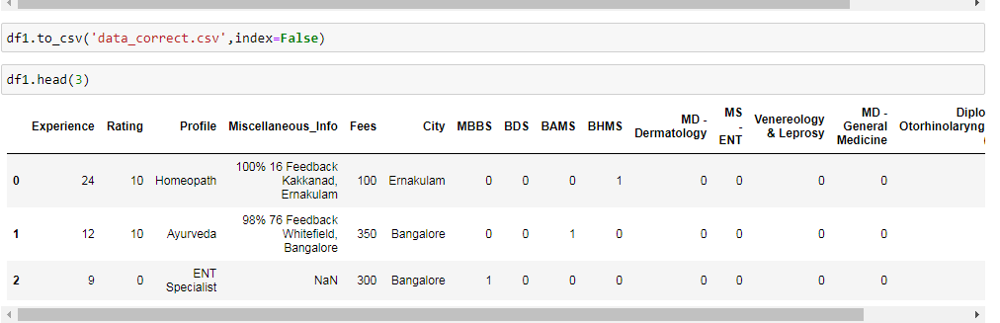 df1.to_csv('data_correct.csv',index=False)
df1.head(3)
Experience Rating Profile Miscellaneous_Info Fees City MBBS BDS BAMS BHMS MD - Dermatology MS - ENT Venereology & Leprosy MD - General Medicine
0 24 10 Homeopath 100% 16 Feedback Kakkanad, Ernakulam 100 Ernakulam 0 0 0 1 0 0 0 0
1 12 10 Ayurveda 98% 76 Feedback Whitefield, Bangalore 350 Bangalore 0 0 1 0 0 0 0 0
2 9 0 ENT Specialist NaN 300 Bangalore 1 0 0 0 0 0 0 0